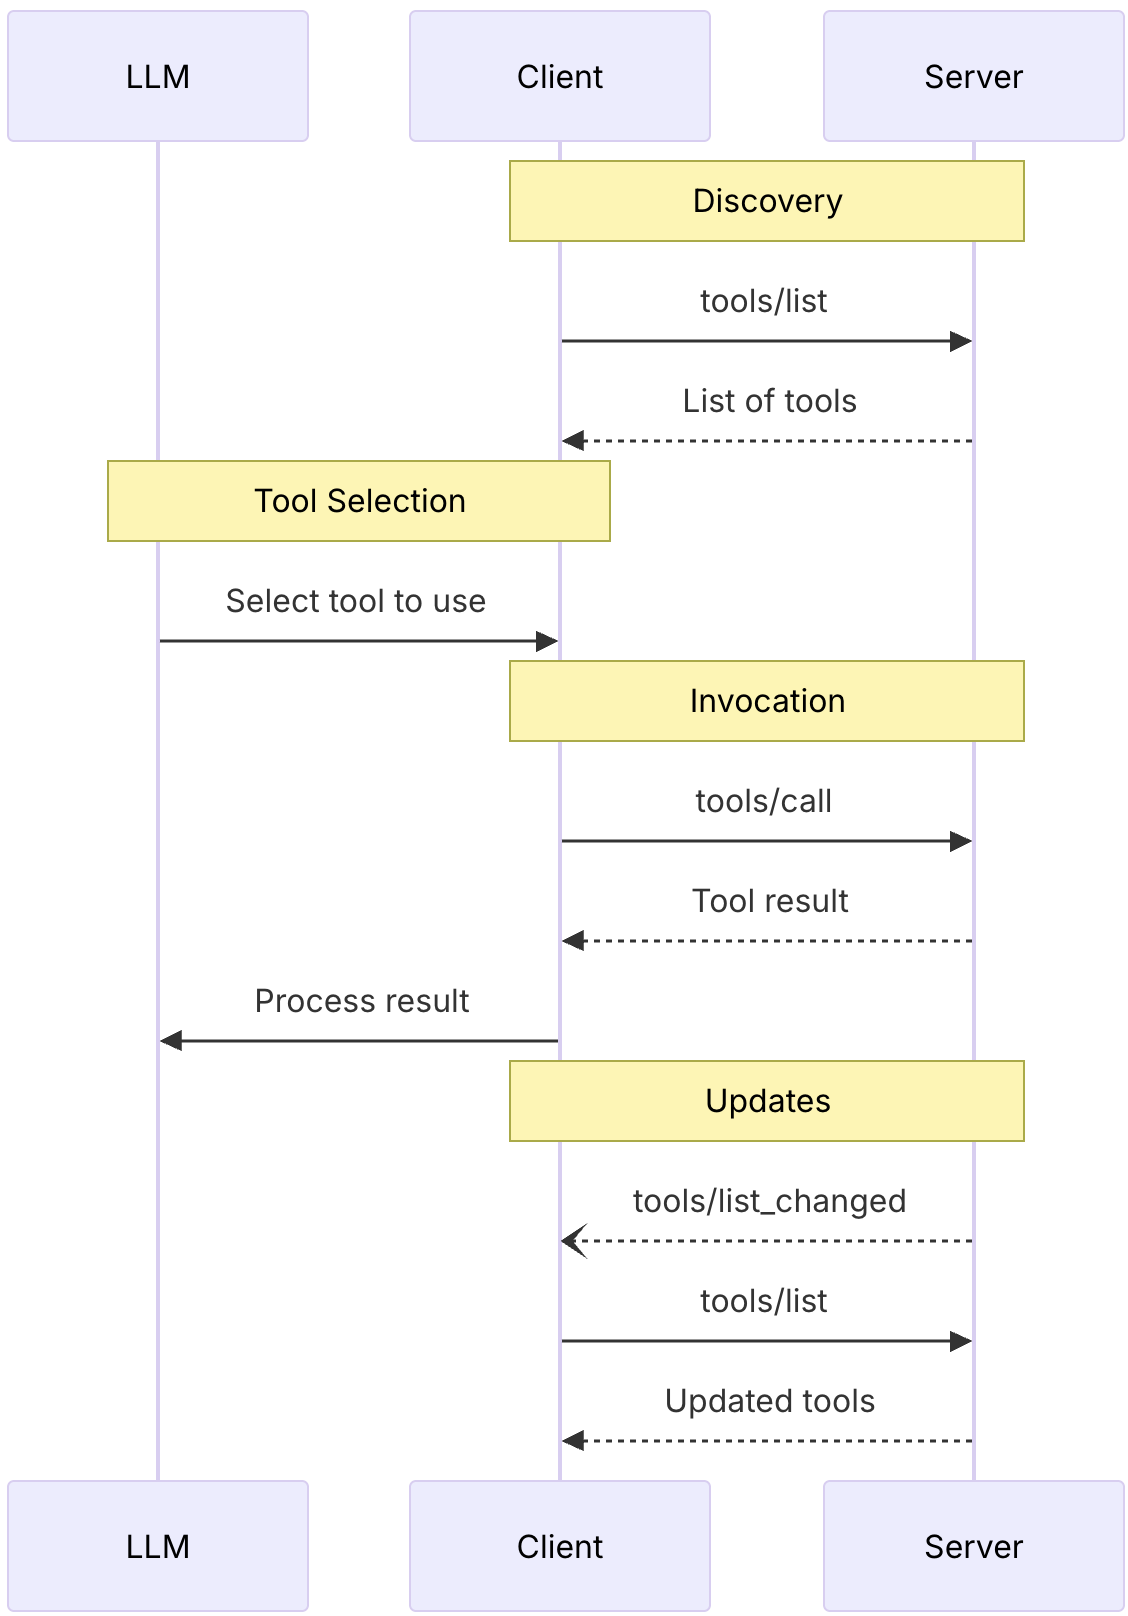 LLM
Client
Server
Discovery
tools/list
List of tools
Tool Selection
Select tool to use
Invocation
tools/call
Tool result
Process result
Updates
tools/list_changed
tools/list
Updated tools
LLM
Client
Server